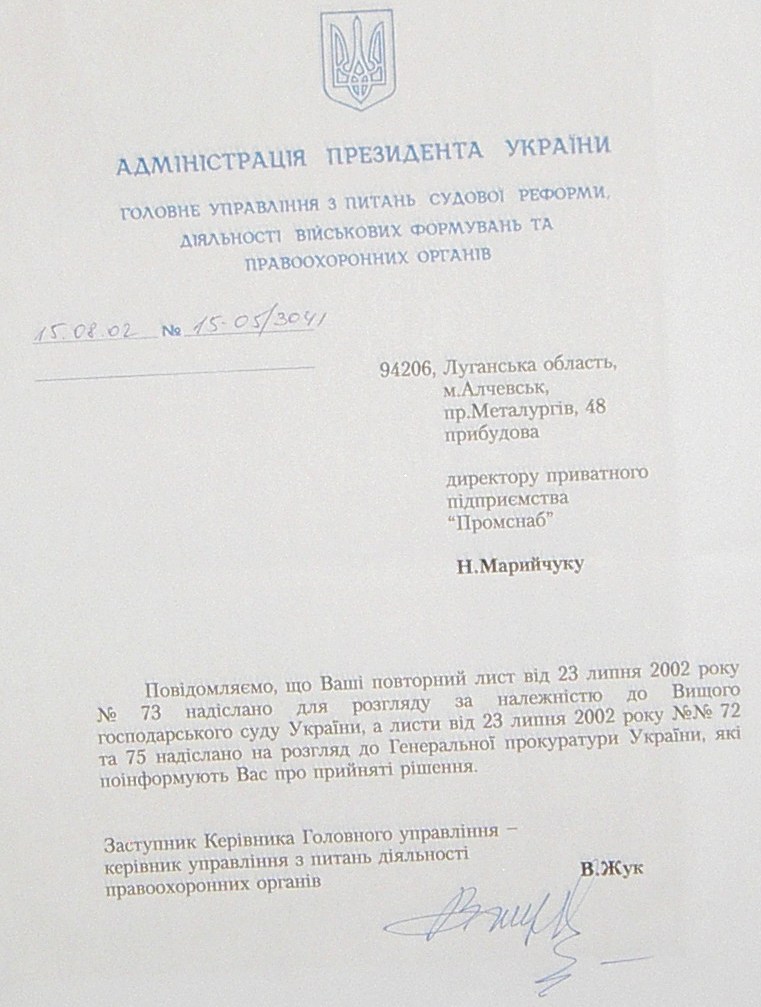 АДМІНІСТРАЦІЯ ПРЕЗИДЕНТА УКРАЇНИ
ГОЛОВНЕ УПРАВЛІННЯ З ПИТАНЬ СУДОВОЇ РЕФОРМИ,
ДІЯЛЬНОСТІ ВІЙСЬКОВИХ ФОРМУВАНЬ ТА
ПРАВООХОРОННИХ ОРГАНІВ
15.08.02 № 15-05/3041
94206, Луганська область,
м.Алчевськ,
пр.Металургів, 48
прибудова
директору приватного
підприємства
“Промснаб”
Н.Марийчуку
Повідомляємо, що Ваші повторний лист від 23 липня 2002 року
№ 73 надіслано для розгляду за належністю до Вищого
господарського суду України, а листи від 23 липня 2002 року №№ 72
та 75 надіслано на розгляд до Генеральної прокуратури України, які
поінформують Вас про прийняті рішення.
Заступник Керівника Головного управління –
керівник управління з питань діяльності
правоохоронних органів
В.Жук